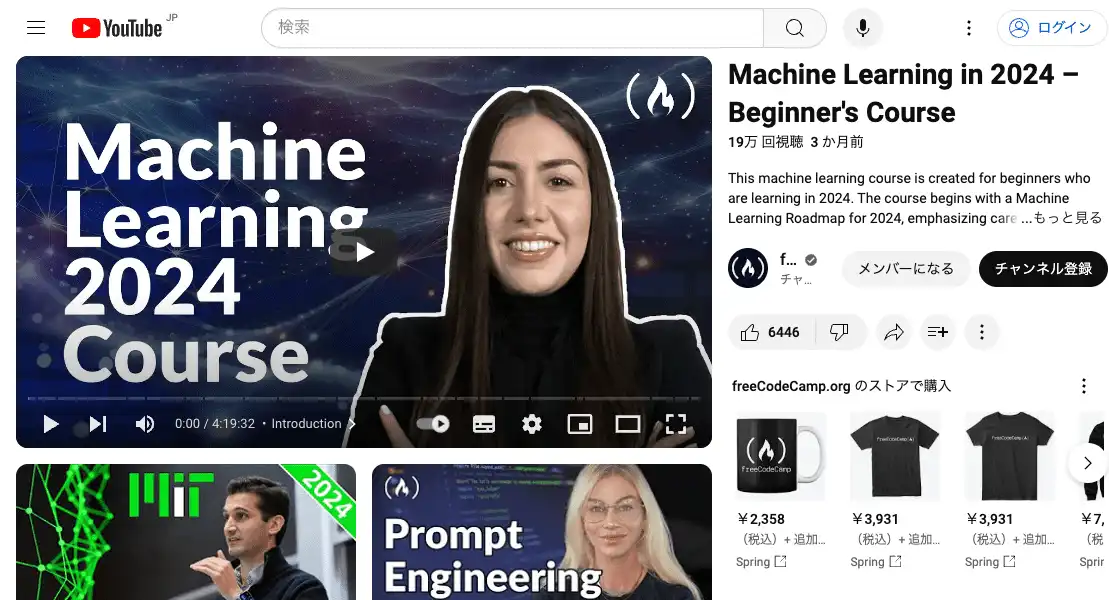 YouTube JP
検索
ログイン
Machine
Learning
2024
Course
0:00 / 4:19:32 • Introduction
Machine Learning in 2024 –
Beginner's Course
19万 回視聴 3 か月前
This machine learning course is created for beginners who
are learning in 2024. The course begins with a Machine
Learning Roadmap for 2024, emphasizing care ...もっと見る
f...
チャ...
メンバーになる
チャンネル登録
6446
freeCodeCamp.org のストアで購入
freeCodeCamp
freeCodeCamp
freeCodeCamp
￥2,358
（税込）+ 追加...
Spring
￥3,931
（税込）+ 追加...
Spring
￥3,931
（税込）+ 追加...
Spring
￥7,
（税
Sprin
MIT
2024
Prompt
Engineering